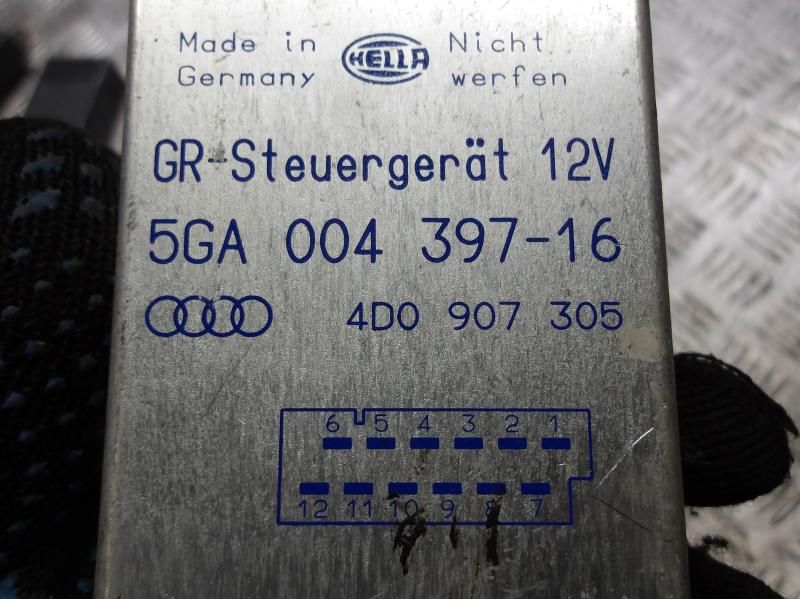 Made in HELLA Nicht
Germany werfen
GR-Steuergerät 12V
5GA 004 397-16
4D0 907 305
6 5 4 3 2 1
12 11 10 9 8 7